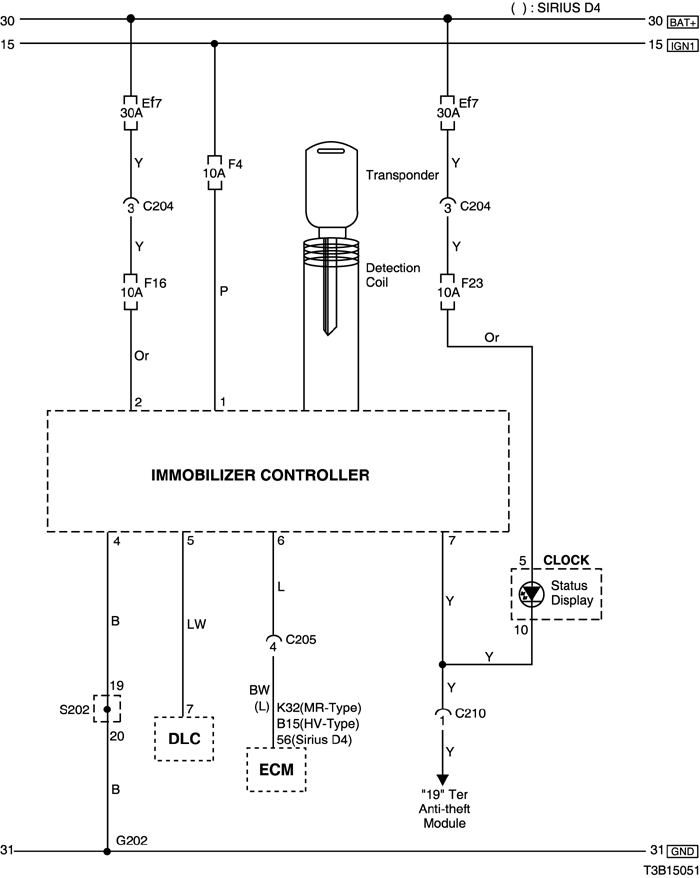 ( ) : SIRIUS D4
30
30 BAT+
15
15 IGN1
Ef7
30A
Ef7
30A
F4
10A
Y
Y
Transponder
3 C204
3 C204
Y
Y
Detection
Coil
F16
10A
F23
10A
P
Or
Or
2
1
IMMOBILIZER CONTROLLER
4
5
6
7
5 CLOCK
Status
Display
10
L
Y
B
LW
C205
4
Y
19
S202
20
BW
(L)
K32(MR-Type)
B15(HV-Type)
56(Sirius D4)
Y
7
DLC
C210
1
ECM
Y
B
"19" Ter
Anti-theft
Module
G202
31
31 GND
T3B15051